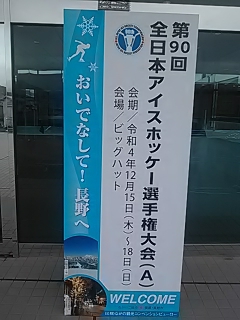 第90回
全日本アイスホッケー選手権大会(A)
会期/令和4年12月15日(木)~18日(日)
会場/ビッグハット
おいでなして!長野へ
WELCOME